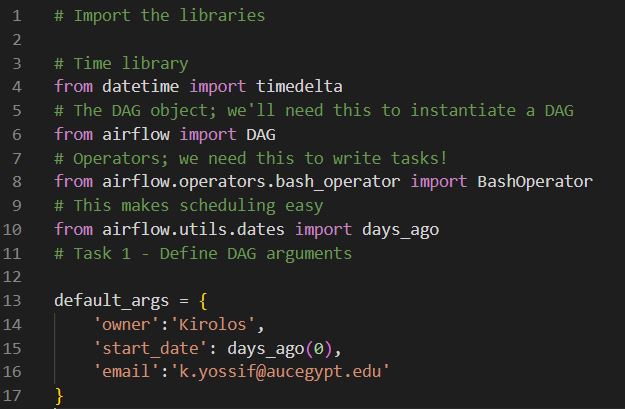 1 # Import the libraries
2
3 # Time library
4 from datetime import timedelta
5 # The DAG object; we'll need this to instantiate a DAG
6 from airflow import DAG
7 # Operators; we need this to write tasks!
8 from airflow.operators.bash_operator import BashOperator
9 # This makes scheduling easy
10 from airflow.utils.dates import days_ago
11 # Task 1 - Define DAG arguments
12
13 default_args = {
14     'owner':'Kirolos',
15     'start_date': days_ago(0),
16     'email':'k.yossif@aucegypt.edu'
17 }